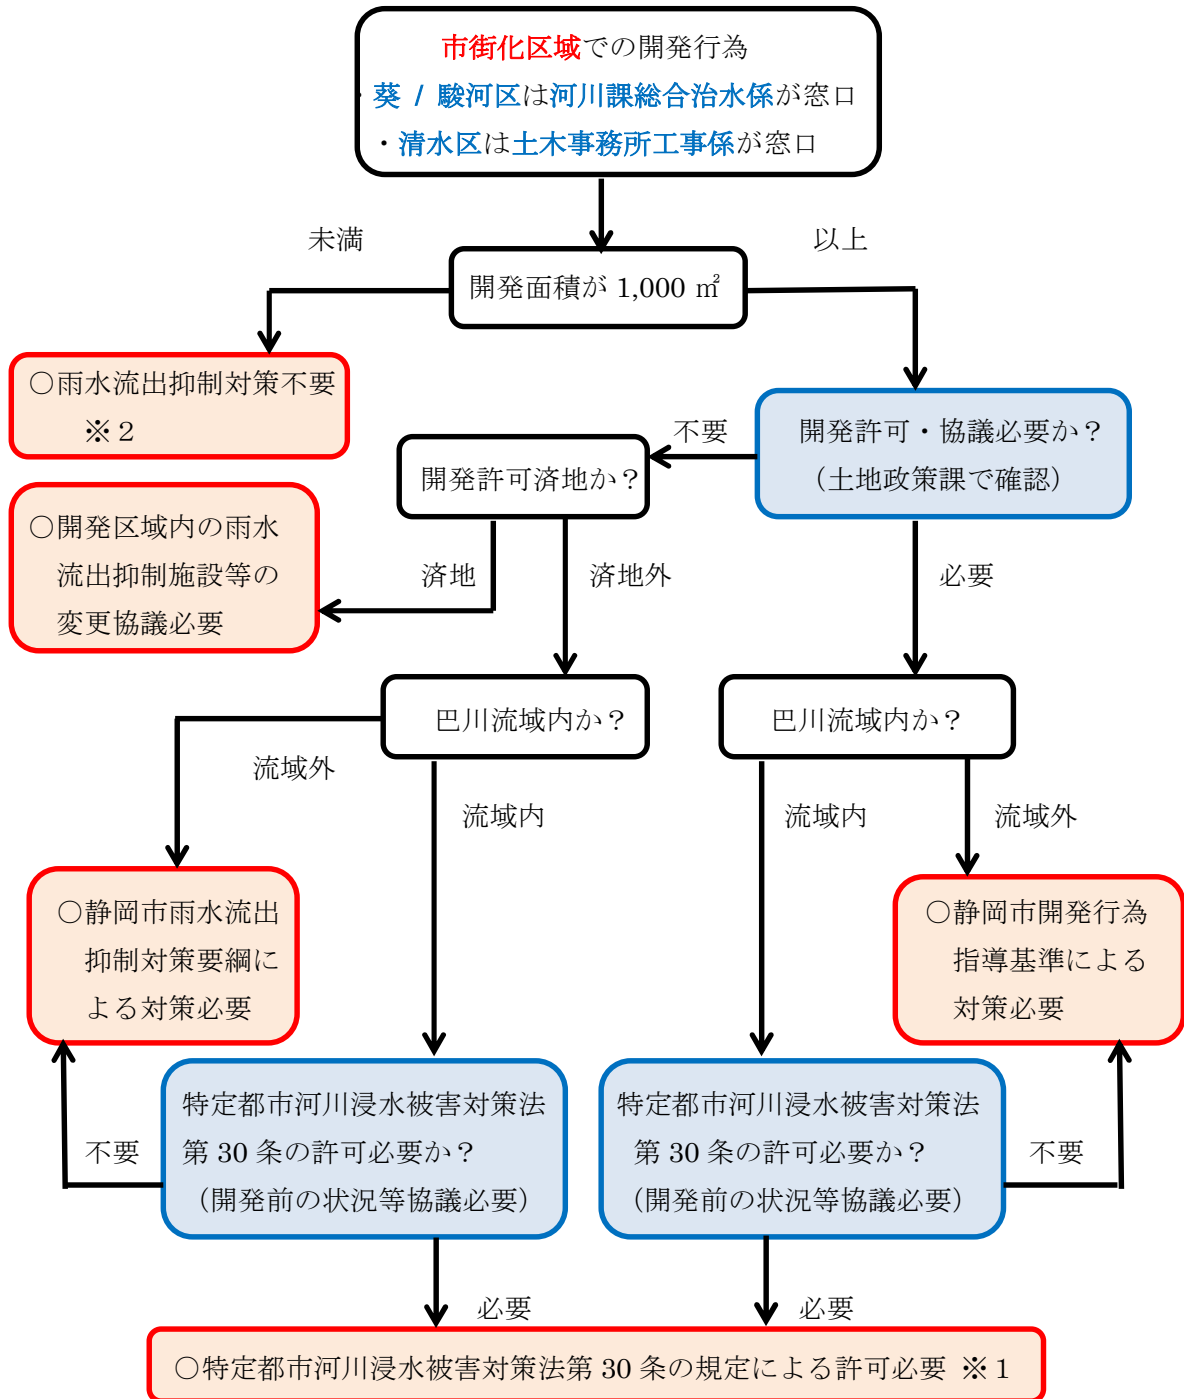 市街化区域での開発行為
・葵 / 駿河区は河川課総合治水係が窓口
・清水区は土木事務所工事係が窓口
未満
以上
開発面積が 1,000 ㎡
○雨水流出抑制対策不要
※２
不要
開発許可・協議必要か？
（土地政策課で確認）
開発許可済地か？
○開発区域内の雨水
流出抑制施設等の
変更協議必要
済地
済地外
必要
巴川流域内か？
巴川流域内か？
流域外
流域内
流域内
流域外
○静岡市雨水流出
抑制対策要綱に
よる対策必要
○静岡市開発行為
指導基準による
対策必要
特定都市河川浸水被害対策法
第 30 条の許可必要か？
（開発前の状況等協議必要）
特定都市河川浸水被害対策法
第 30 条の許可必要か？
（開発前の状況等協議必要）
不要
不要
必要
必要
○特定都市河川浸水被害対策法第 30 条の規定による許可必要 ※１